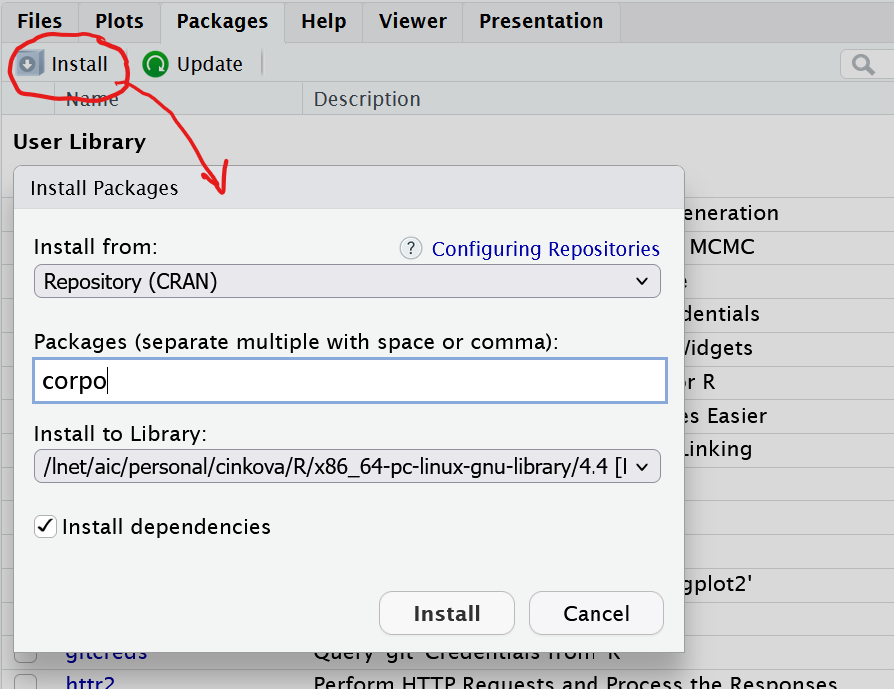 Files Plots Packages Help Viewer Presentation
Install Update
Name Description
User Library
Install Packages
eneration
Install from: ? Configuring Repositories
MCMC
Repository (CRAN)
dentials
Packages (separate multiple with space or comma):
Widgets
corpo
or R
es Easier
Install to Library:
Linking
/lnet/aic/personal/cinkova/R/x86_64-pc-linux-gnu-library/4.4 [
Install dependencies
gplot2'
Install Cancel
gitcreds Query 'git' Credentials from 'R'
httr2 Perform HTTP Requests and Process the Responses